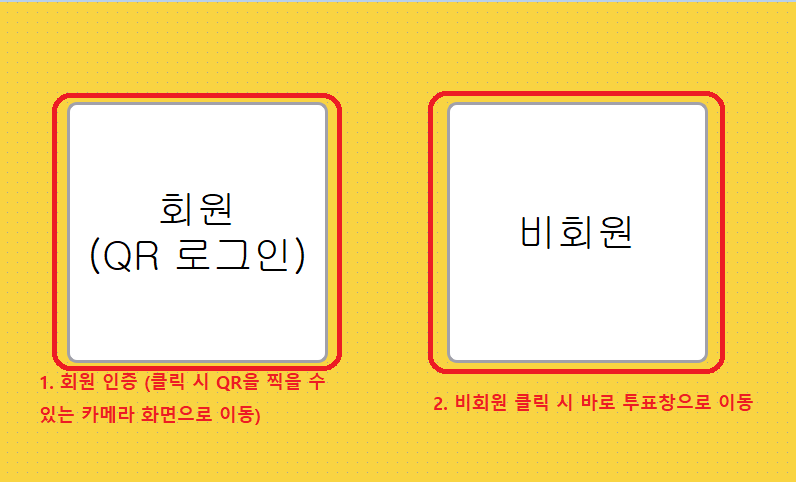 회원
(QR 로그인)
비회원
1. 회원 인증 (클릭 시 QR을 찍을 수
있는 카메라 화면으로 이동)
2. 비회원 클릭 시 바로 투표창으로 이동